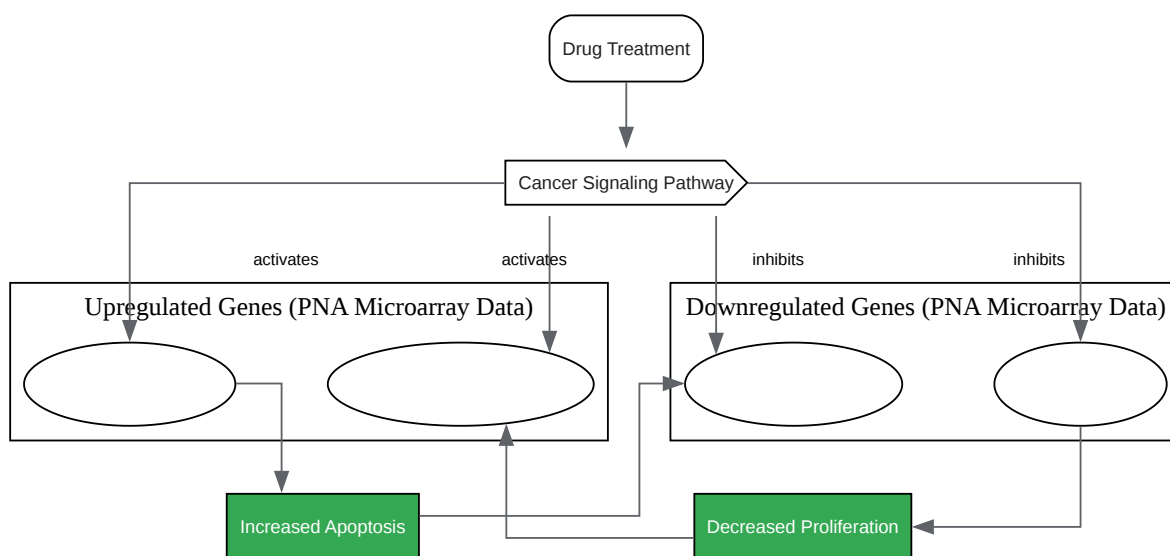 Drug Treatment
Cancer Signaling Pathway
activates
activates
inhibits
inhibits
Upregulated Genes (PNA Microarray Data)
Downregulated Genes (PNA Microarray Data)
Increased Apoptosis
Decreased Proliferation